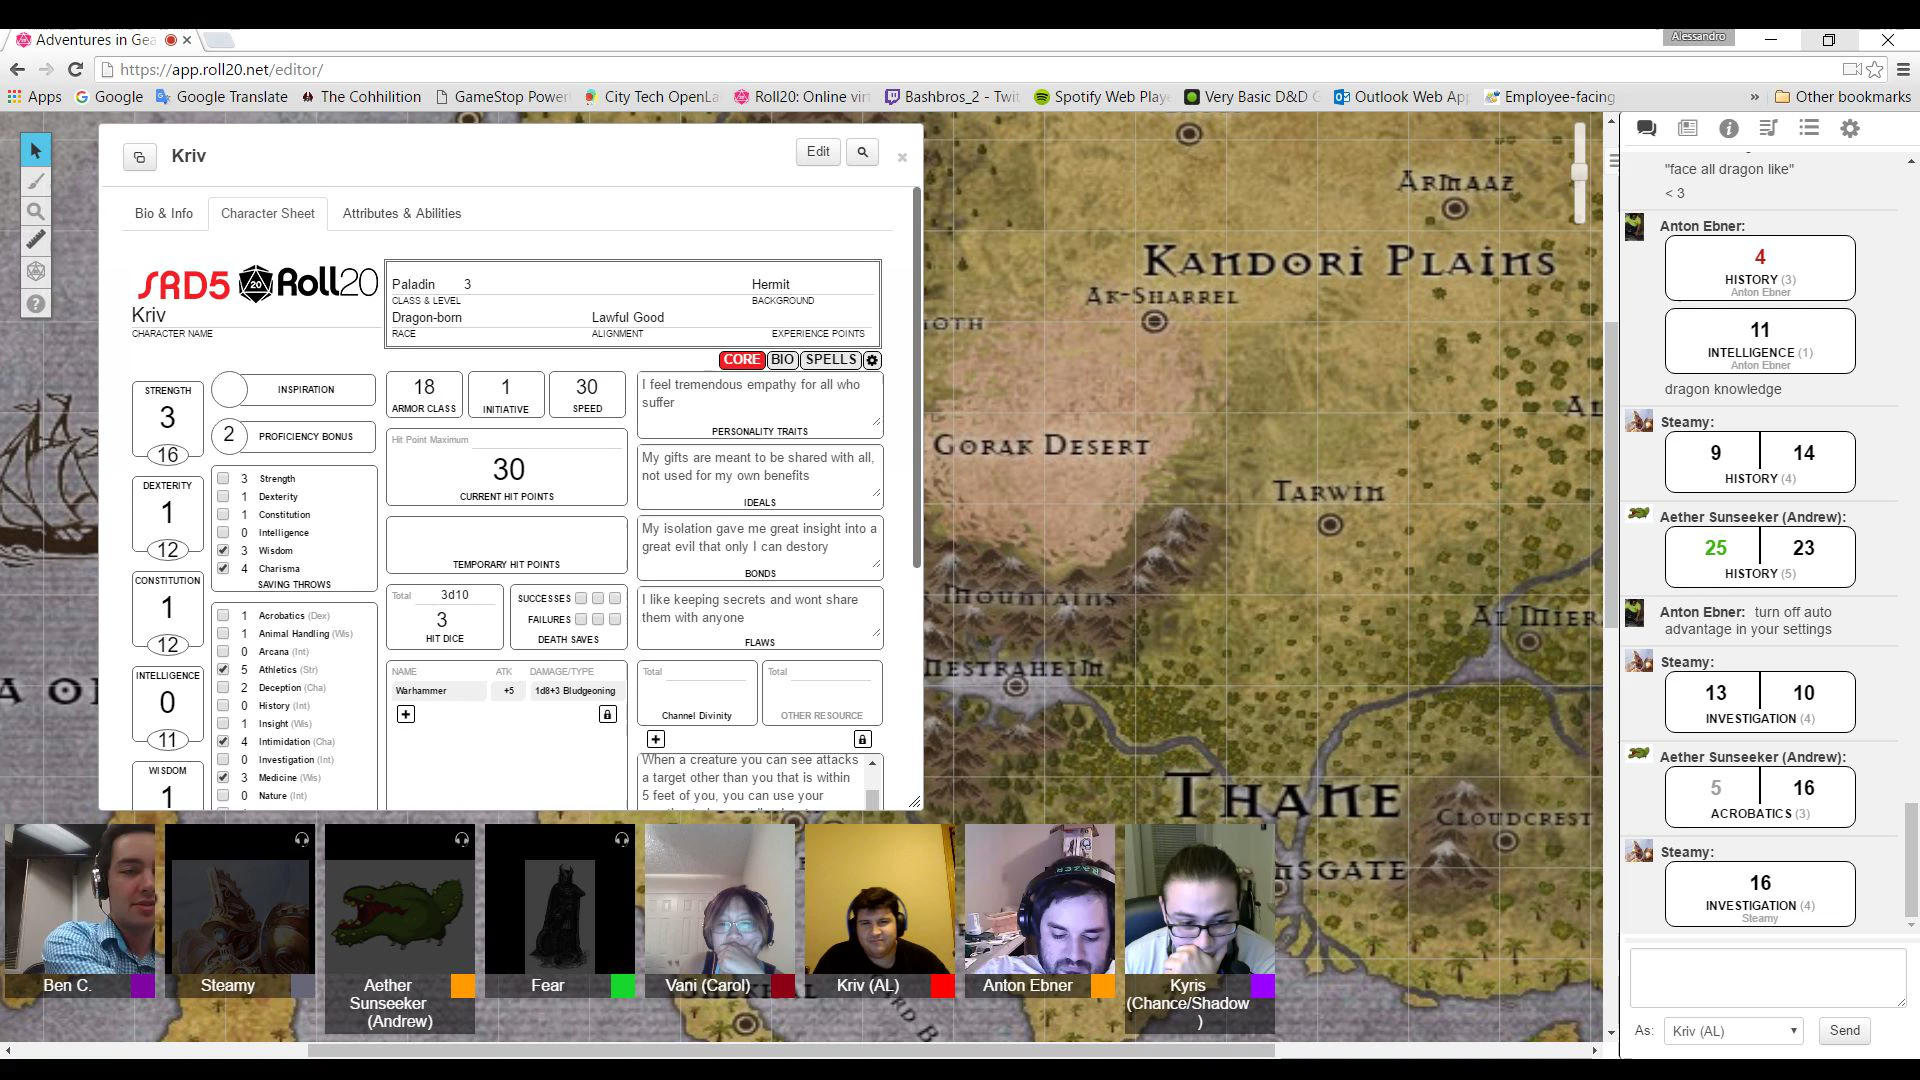 Adventures in Gea
Alessandro
https://app.roll20.net/editor/
Apps
Google
Google Translate
The Cohhilition
GameStop Power
City Tech OpenLa
Roll20: Online virt
Bashbros_2 - Twit
Spotify Web Playe
Very Basic D&D G
Outlook Web App
Employee-facing
»
Other bookmarks
Kriv
Edit
Bio & Info
Character Sheet
Attributes & Abilities
SRD5 Roll20
Kriv
CHARACTER NAME
Paladin 3
CLASS & LEVEL
Hermit
BACKGROUND
Dragon-born
RACE
Lawful Good
ALIGNMENT
EXPERIENCE POINTS
CORE
BIO
SPELLS
STRENGTH
3
16
DEXTERITY
1
12
CONSTITUTION
1
12
INTELLIGENCE
0
11
WISDOM
1
INSPIRATION
2
PROFICIENCY BONUS
3 Strength
1 Dexterity
1 Constitution
0 Intelligence
3 Wisdom
4 Charisma
SAVING THROWS
1 Acrobatics (Dex)
1 Animal Handling (Wis)
0 Arcana (Int)
5 Athletics (Str)
2 Deception (Cha)
0 History (Int)
1 Insight (Wis)
4 Intimidation (Cha)
0 Investigation (Int)
3 Medicine (Wis)
0 Nature (Int)
18
ARMOR CLASS
1
INITIATIVE
30
SPEED
Hit Point Maximum
30
CURRENT HIT POINTS
TEMPORARY HIT POINTS
Total 3d10
3
HIT DICE
SUCCESSES
FAILURES
DEATH SAVES
NAME ATK DAMAGE/TYPE
Warhammer +5 1d8+3 Bludgeoning
I feel tremendous empathy for all who
suffer
PERSONALITY TRAITS
My gifts are meant to be shared with all,
not used for my own benefits
IDEALS
My isolation gave me great insight into a
great evil that only I can destory
BONDS
I like keeping secrets and wont share
them with anyone
FLAWS
Total
Channel Divinity
Total
OTHER RESOURCE
When a creature you can see attacks
a target other than you that is within
5 feet of you, you can use your
Armaaz
Kandori Plains
Ak-Sharrel
Gorak Desert
Tarwin
Mountains
Al Mier
Nestraheim
Thane
Cloudcrest
"face all dragon like"
< 3
Anton Ebner:
4
HISTORY (3)
Anton Ebner
11
INTELLIGENCE (1)
Anton Ebner
dragon knowledge
Steamy:
9 14
HISTORY (4)
Aether Sunseeker (Andrew):
25 23
HISTORY (5)
Anton Ebner: turn off auto
advantage in your settings
Steamy:
13 10
INVESTIGATION (4)
Aether Sunseeker (Andrew):
5 16
ACROBATICS (3)
Steamy:
16
INVESTIGATION (4)
Steamy
As: Kriv (AL)
Send
Ben C.
Steamy
Aether
Sunseeker
(Andrew)
Fear
Vani (Carol)
Kriv (AL)
Anton Ebner
Kyris
(Chance/Shadow
)